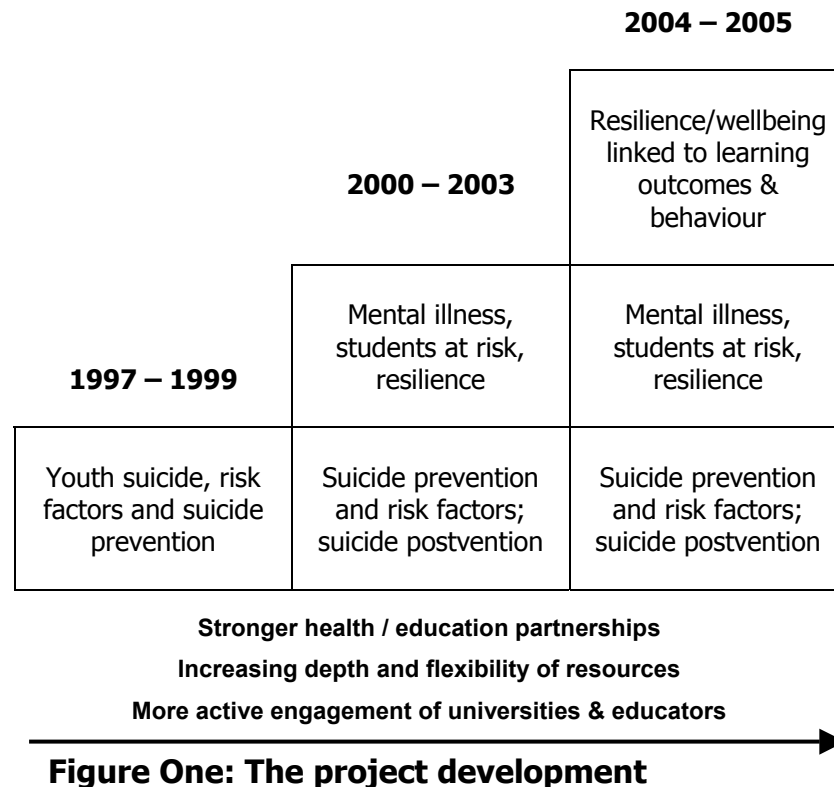 2004 – 2005
Resilience/wellbeing
linked to learning
outcomes &
behaviour
2000 – 2003
Mental illness,
students at risk,
resilience
Mental illness,
students at risk,
resilience
1997 – 1999
Youth suicide, risk
factors and suicide
prevention
Suicide prevention
and risk factors;
suicide postvention
Suicide prevention
and risk factors;
suicide postvention
Stronger health / education partnerships
Increasing depth and flexibility of resources
More active engagement of universities & educators
Figure One: The project development